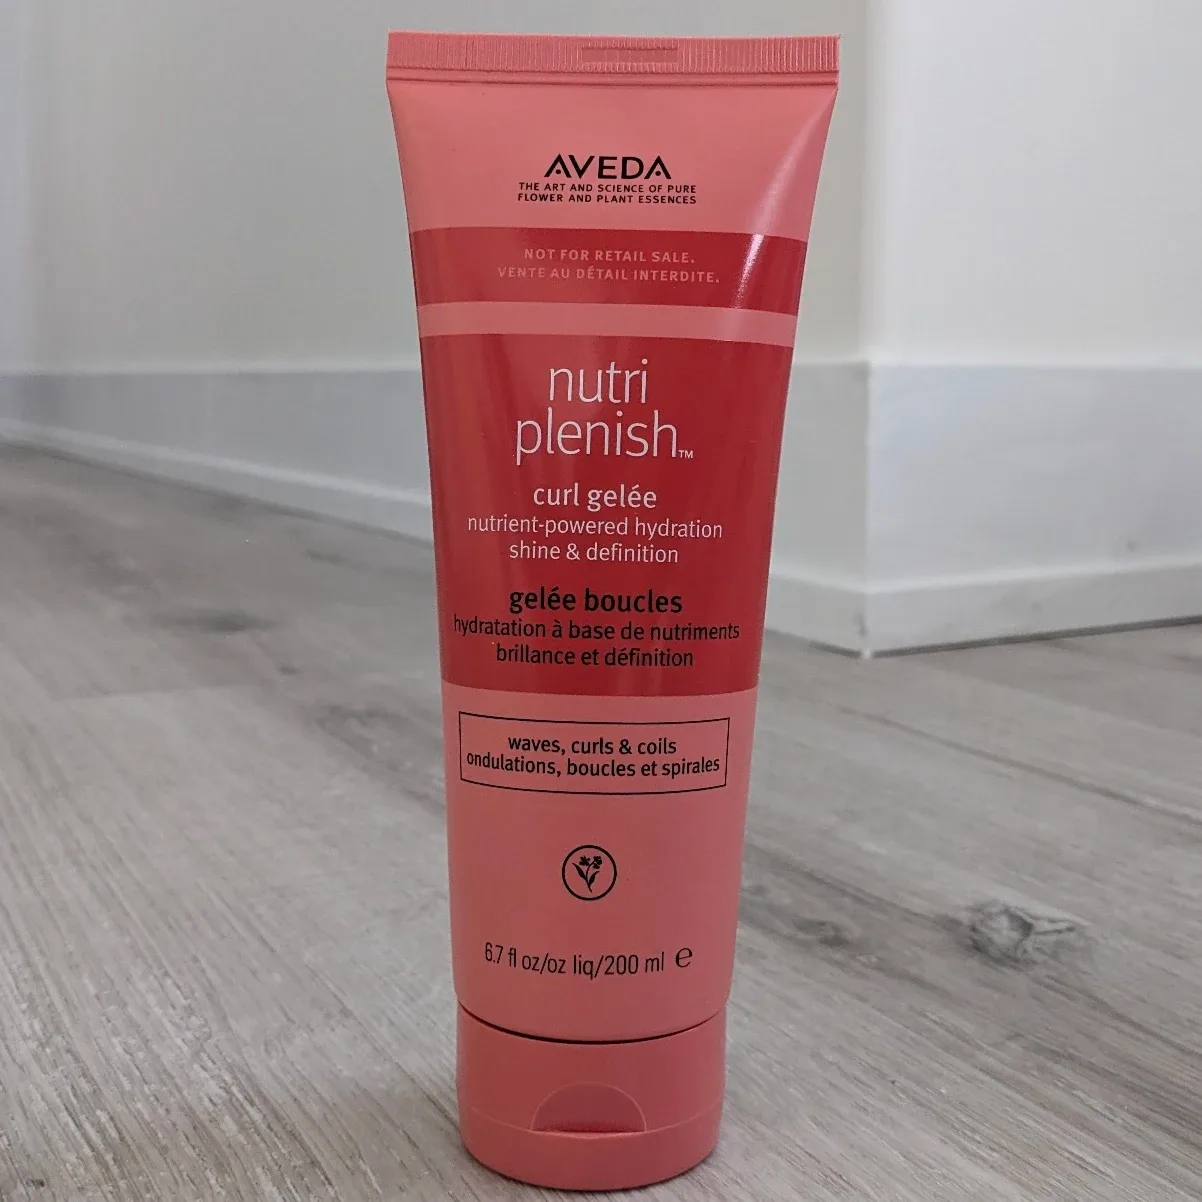 AVEDA
THE ART AND SCIENCE OF PURE
FLOWER AND PLANT ESSENCES
NOT FOR RETAIL SALE.
VENTE AU DÉTAIL INTERDITE.
nutri
plenish™
curl gelée
nutrient-powered hydration
shine & definition
gelée boucles
hydratation à base de nutriments
brillance et définition
waves, curls & coils
ondulations, boucles et spirales
6.7 fl oz/oz liq/200 ml ℮